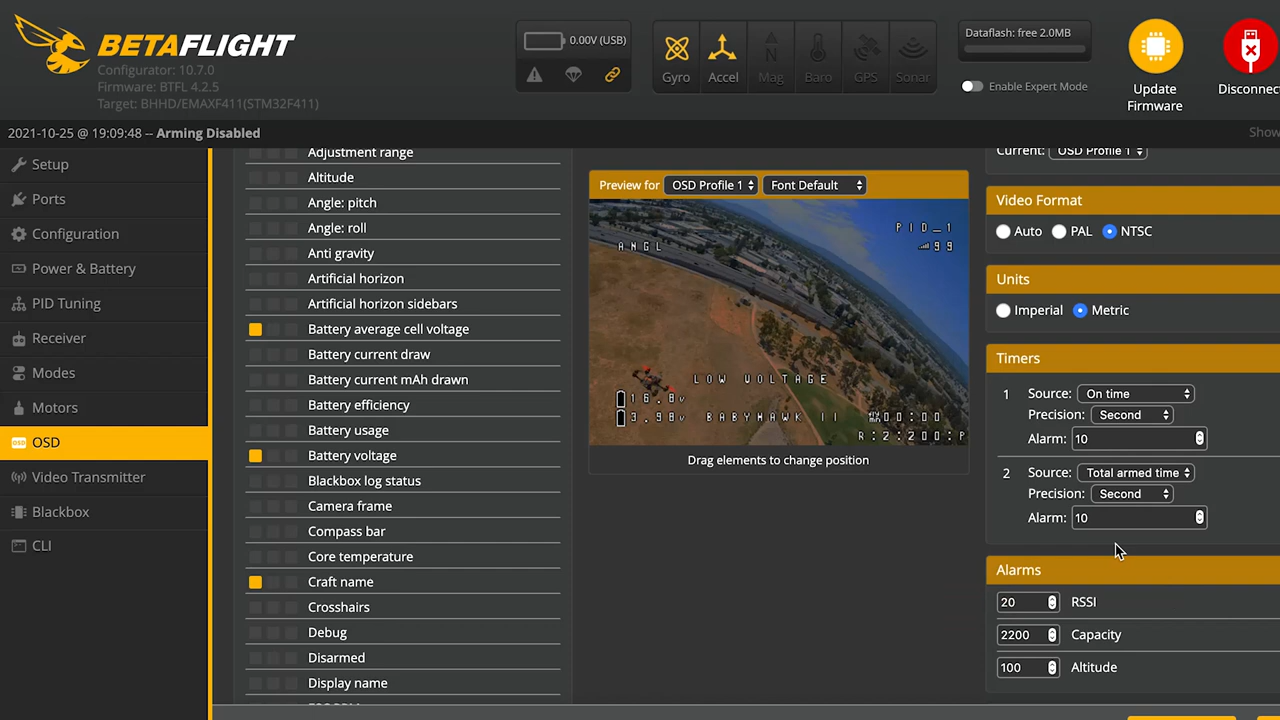 BETAFLIGHT
Configurator: 10.7.0
Firmware: BTFL 4.2.5
Target: BHHD/EMAXF411(STM32F411)
0.00V (USB)
Gyro
Accel
Mag
Baro
GPS
Sonar
Dataflash: free 2.0MB
Enable Expert Mode
Update
Firmware
Disconnec
2021-10-25 @ 19:09:48 -- Arming Disabled
Show
Setup
Ports
Configuration
Power & Battery
PID Tuning
Receiver
Modes
Motors
OSD
OSD
Video Transmitter
Blackbox
CLI
Adjustment range
Altitude
Angle: pitch
Angle: roll
Anti gravity
Artificial horizon
Artificial horizon sidebars
Battery average cell voltage
Battery current draw
Battery current mAh drawn
Battery efficiency
Battery usage
Battery voltage
Blackbox log status
Camera frame
Compass bar
Core temperature
Craft name
Crosshairs
Debug
Disarmed
Display name
Preview for OSD Profile 1 Font Default
PID_1
ANGL
99
LOW VOLTAGE
16.8V
3.98V BABYHAWK II 00:00
R:2:200:P
Drag elements to change position
Current: OSD Profile 1
Video Format
Auto PAL NTSC
Units
Imperial Metric
Timers
1 Source: On time
Precision: Second
Alarm: 10
2 Source: Total armed time
Precision: Second
Alarm: 10
Alarms
20 RSSI
2200 Capacity
100 Altitude